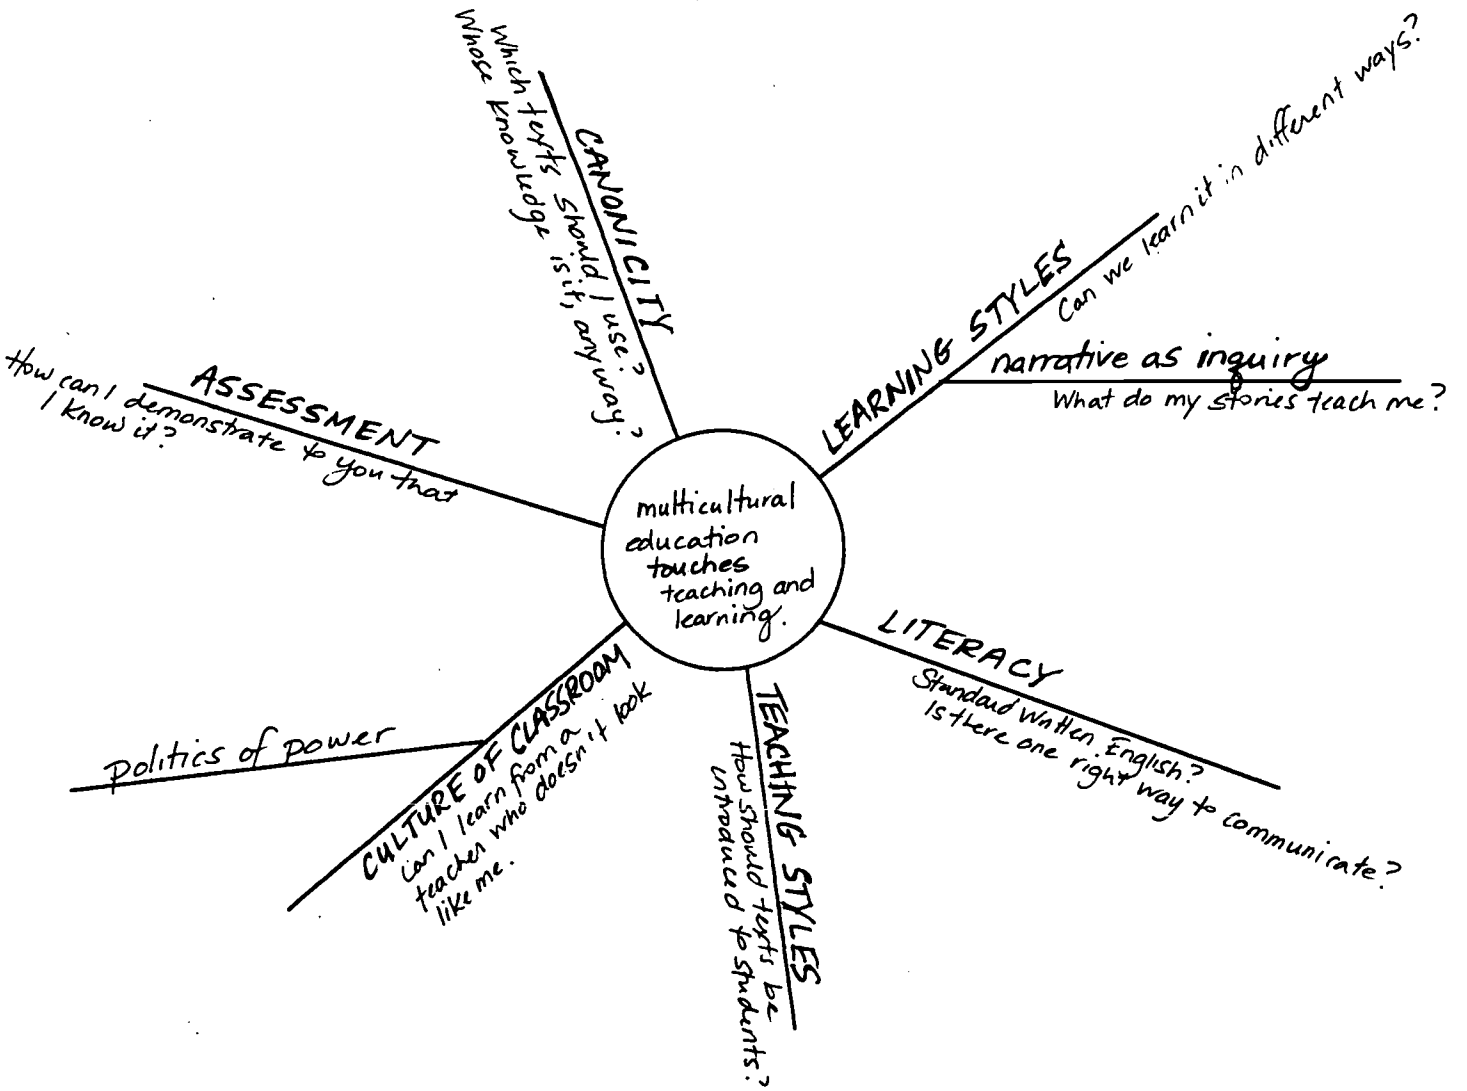 CANONICITY
Which texts should I use?
Whose knowledge is it, anyway?
LEARNING STYLES
Can we learn it in different ways?
narrative as inquiry
What do my stories teach me?
ASSESSMENT
How can I demonstrate to you that
I know it?
multicultural
education
touches
teaching and
learning.
LITERACY
Standard Written English?
Is there one right way to communicate?
CULTURE OF CLASSROOM
Can I learn from a
teacher who doesn't look
like me.
politics of power
TEACHING STYLES
How should texts be
introduced to students?